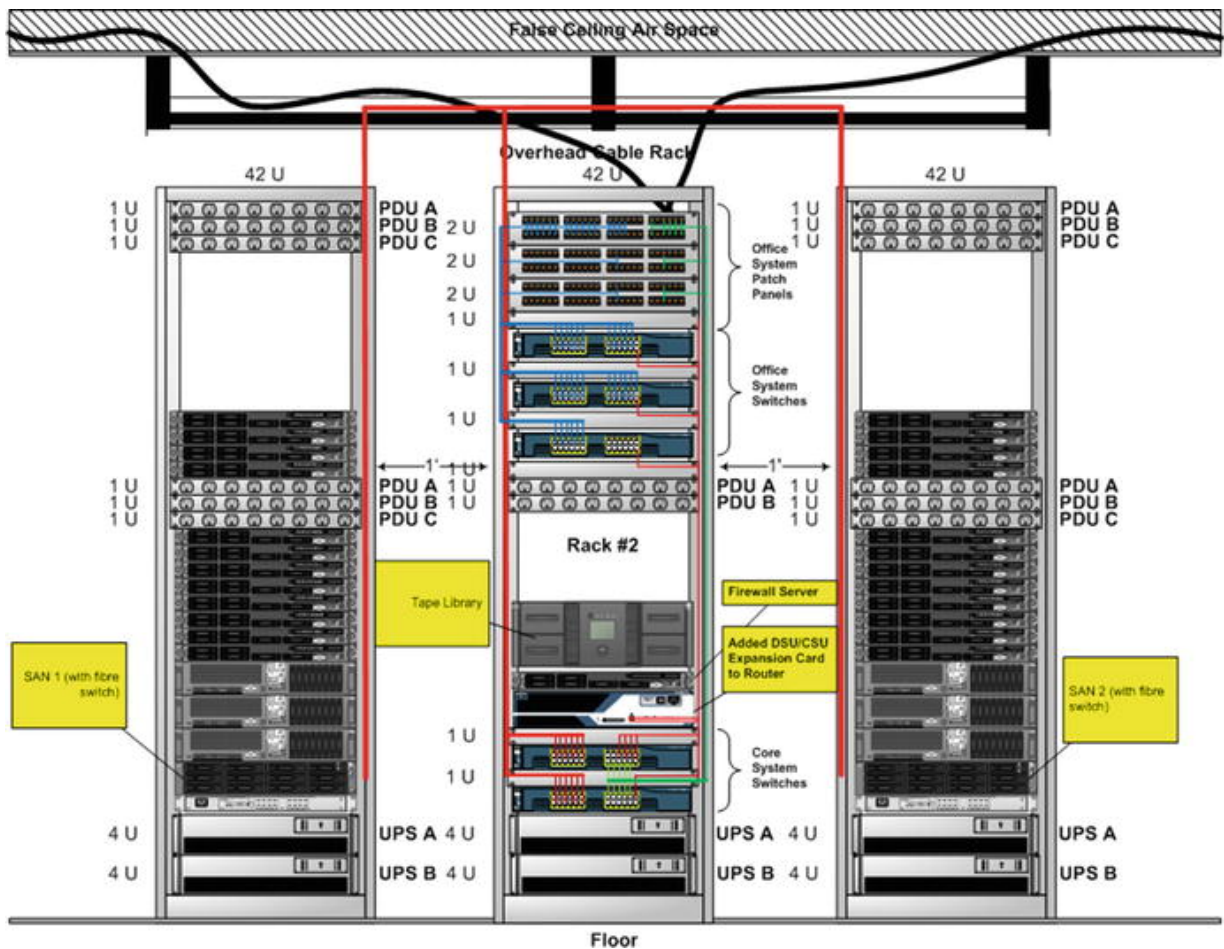 False Ceiling Air Space
Overhead Cable Rack
42 U
42 U
42 U
1 U
PDU A
1 U
PDU B
1 U
PDU C
2 U
2 U
2 U
1 U
1 U
1 U
1 U
Office
System
Patch
Panels
Office
System
Switches
1 U
PDU A
1 U
PDU B
1 U
PDU C
1'
1'
1 U
PDU A
1 U
PDU B
1 U
PDU C
1 U
PDU A
1 U
PDU B
1 U
1 U
PDU A
1 U
PDU B
1 U
PDU C
Rack #2
Tape Library
Firewall Server
Added DSU/CSU
Expansion Card
to Router
SAN 1 (with fibre
switch)
SAN 2 (with fibre
switch)
1 U
1 U
Core
System
Switches
4 U
UPS A
4 U
UPS A
4 U
UPS A
4 U
UPS B
4 U
UPS B
4 U
UPS B
Floor